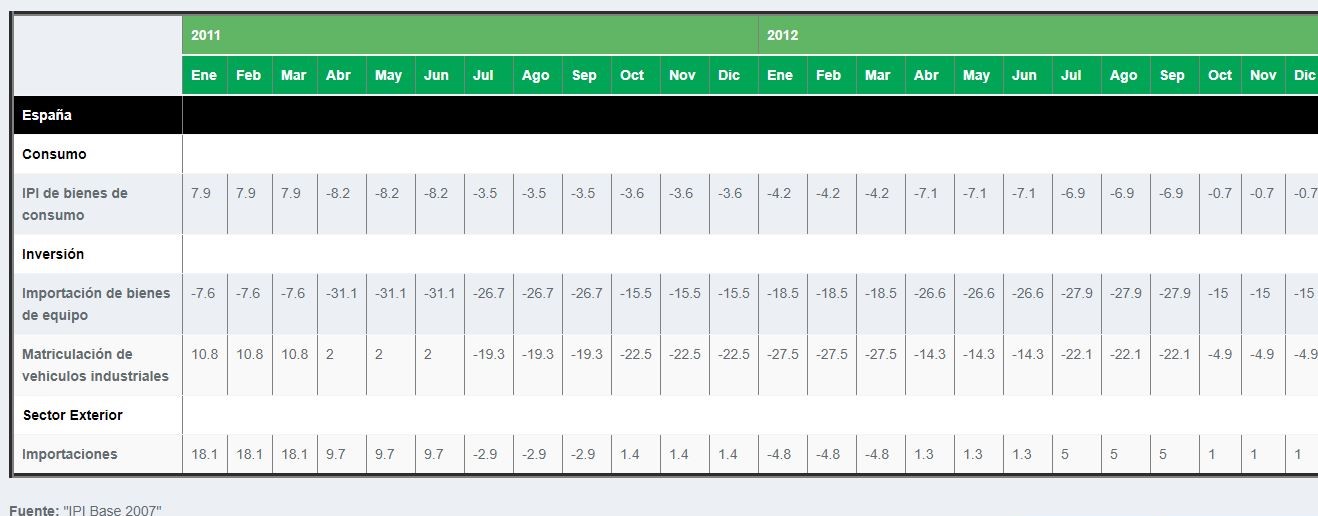 2011 2012
Ene Feb Mar Abr May Jun Jul Ago Sep Oct Nov Dic Ene Feb Mar Abr May Jun Jul Ago Sep Oct Nov Dic
España
Consumo
IPI de bienes de 7.9 7.9 7.9 -8.2 -8.2 -8.2 -3.5 -3.5 -3.5 -3.6 -3.6 -3.6 -4.2 -4.2 -4.2 -7.1 -7.1 -7.1 -6.9 -6.9 -6.9 -0.7 -0.7 -0.7
consumo
Inversión
Importación de bienes -7.6 -7.6 -7.6 -31.1 -31.1 -31.1 -26.7 -26.7 -26.7 -15.5 -15.5 -15.5 -18.5 -18.5 -18.5 -26.6 -26.6 -26.6 -27.9 -27.9 -27.9 -15 -15 -15
de equipo
Matriculación de 10.8 10.8 10.8 2 2 2 -19.3 -19.3 -19.3 -22.5 -22.5 -22.5 -27.5 -27.5 -27.5 -14.3 -14.3 -14.3 -22.1 -22.1 -22.1 -4.9 -4.9 -4.9
vehiculos industriales
Sector Exterior
Importaciones 18.1 18.1 18.1 9.7 9.7 9.7 -2.9 -2.9 -2.9 1.4 1.4 1.4 -4.8 -4.8 -4.8 1.3 1.3 1.3 5 5 5 1 1 1
Fuente: "IPI Base 2007"